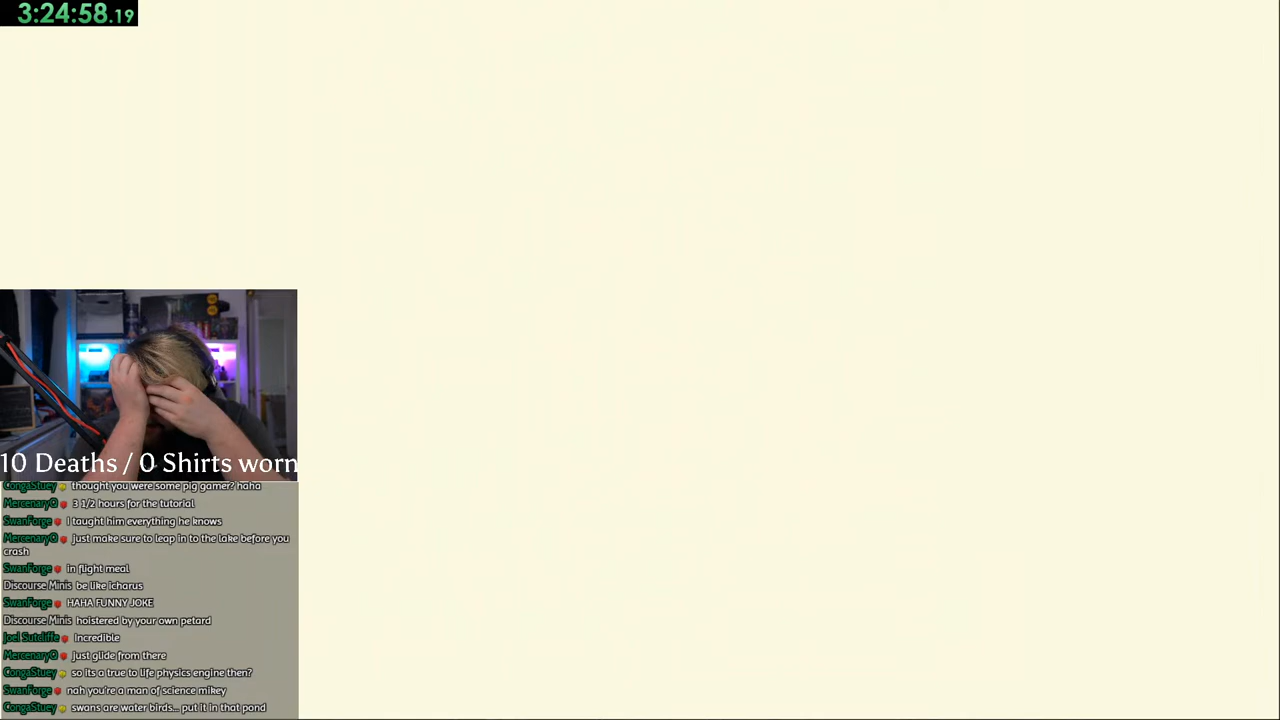 3:24:58.19
10 Deaths / 0 Shirts worn
CongaStuey thought you were some pig gamer? haha
MercenaryO 3 1/2 hours for the tutorial
SwanForge I taught him everything he knows
MercenaryO just make sure to leap in to the lake before you
crash
SwanForge in flight meal
Discourse Minis be like icharus
SwanForge HAHA FUNNY JOKE
Discourse Minis hoistered by your own petard
Joel Sutcliffe Incredible
MercenaryO Just glide from there
CongaStuey so its a true to life physics engine then?
SwanForge nah you're a man of science mikey
CongaStuey swans are water birds... put it in that pond